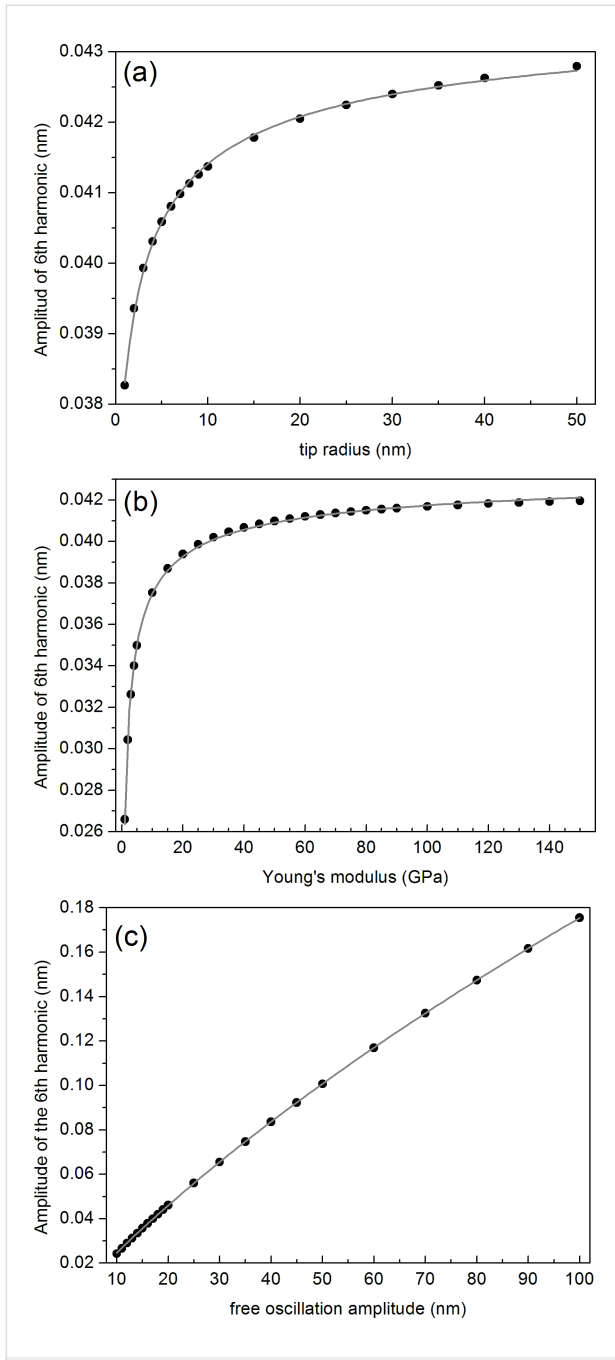 (a)
0.043
0.042
0.041
0.040
0.039
0.038
Amplitud of 6th harmonic (nm)
0 10 20 30 40 50
tip radius (nm)
(b)
0.042
0.040
0.038
0.036
0.034
0.032
0.030
0.028
0.026
Amplitude of 6th harmonic (nm)
0 20 40 60 80 100 120 140
Young's modulus (GPa)
(c)
0.18
0.16
0.14
0.12
0.10
0.08
0.06
0.04
0.02
Amplitude of the 6th harmonic (nm)
10 20 30 40 50 60 70 80 90 100
free oscillation amplitude (nm)